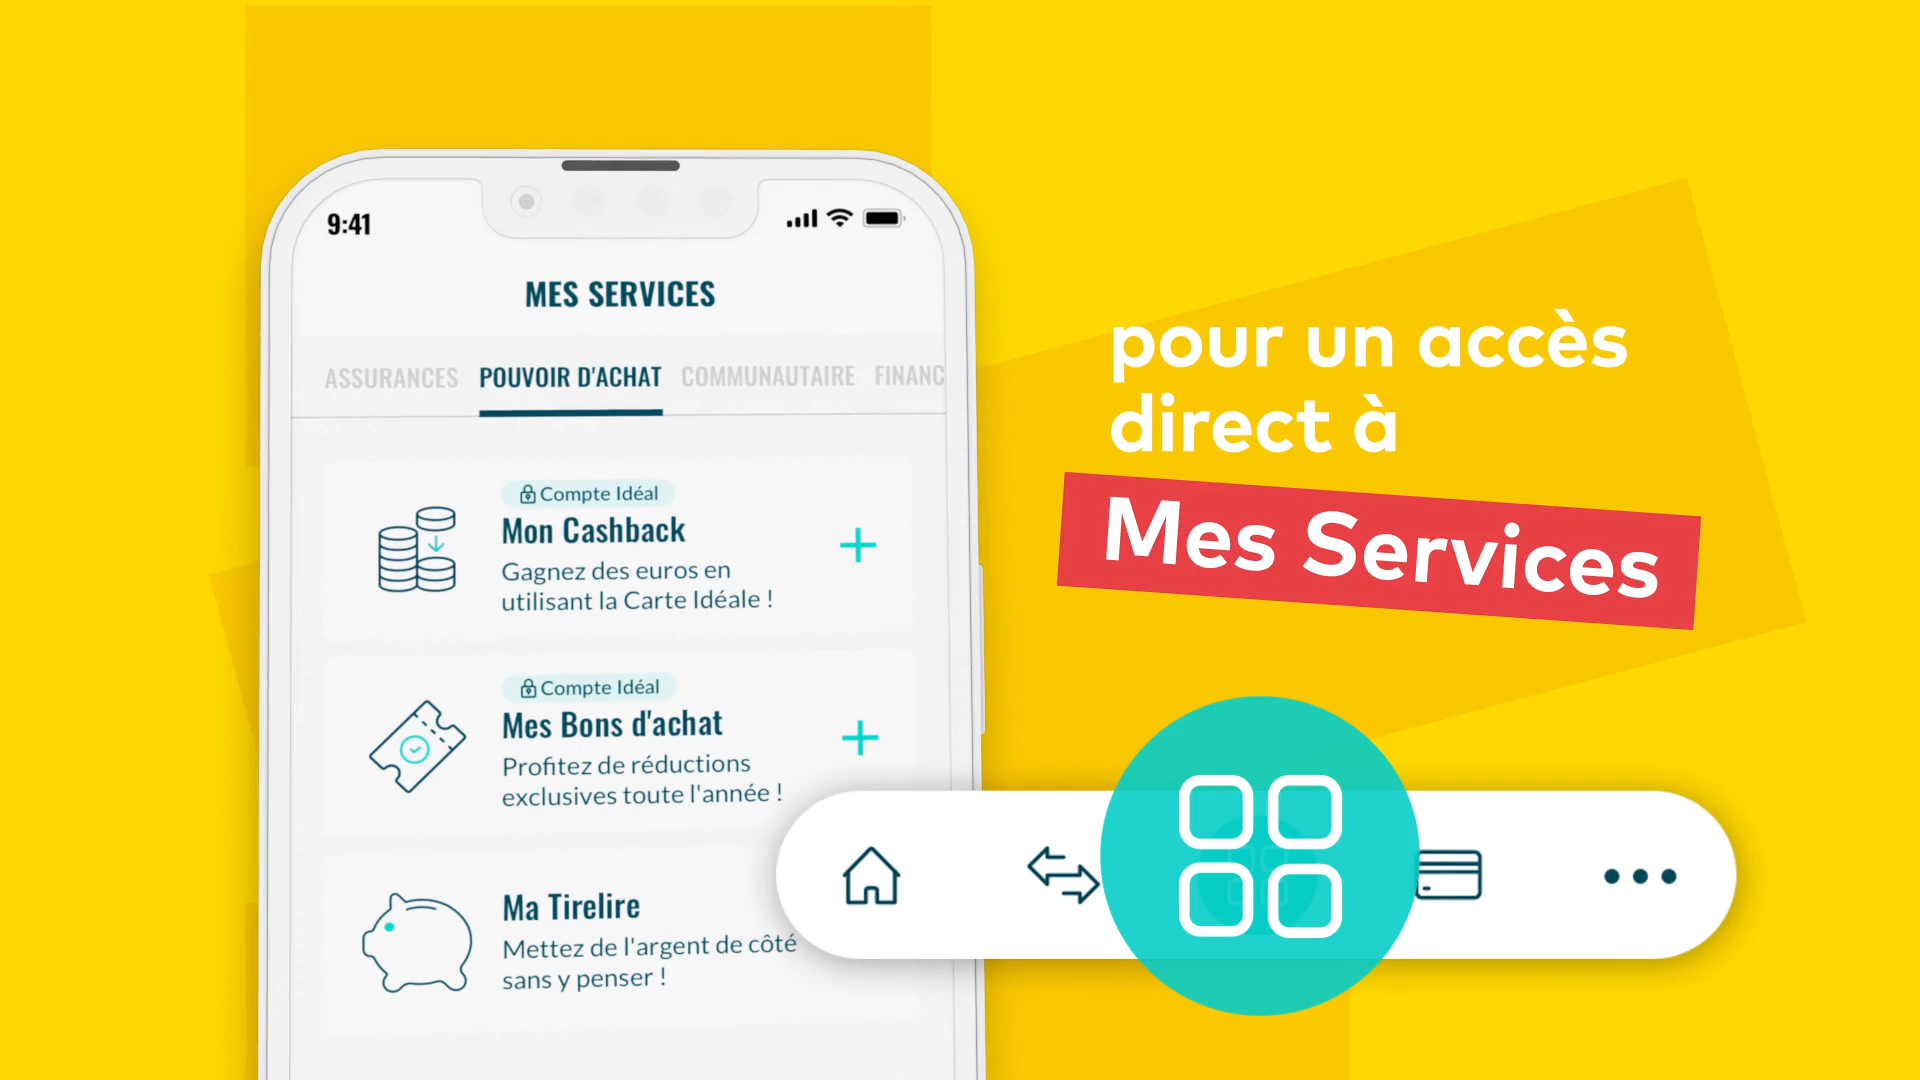 9:41
MES SERVICES
ASSURANCES POUVOIR D'ACHAT COMMUNAUTAIRE FINANC
Compte Idéal
Mon Cashback
Gagnez des euros en
utilisant la Carte Idéale !
Compte Idéal
Mes Bons d'achat
Profitez de réductions
exclusives toute l'année !
Ma Tirelire
Mettez de l'argent de côté
sans y penser !
pour un accès
direct à
Mes Services